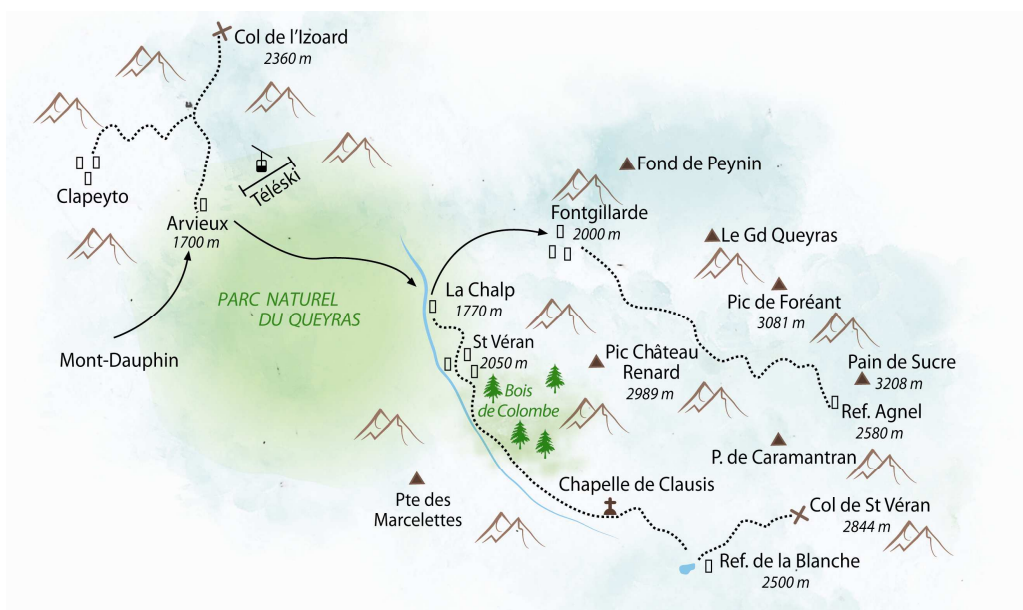 Col de l’Izoard
2360 m
Téléski
Clapeyto
Arvieux
1700 m
Mont-Dauphin
PARC NATUREL
DU QUEYRAS
Fond de Peynin
Fontgillarde
2000 m
Le Gd Queyras
La Chalp
1770 m
Pic de Foréant
3081 m
St Véran
2050 m
Pic Château
Renard
2989 m
Pain de Sucre
3208 m
Bois
de Colombe
Ref. Agnel
2580 m
P. de Caramantran
Chapelle de Clausis
Pte des
Marcelettes
Col de St Véran
2844 m
Ref. de la Blanche
2500 m